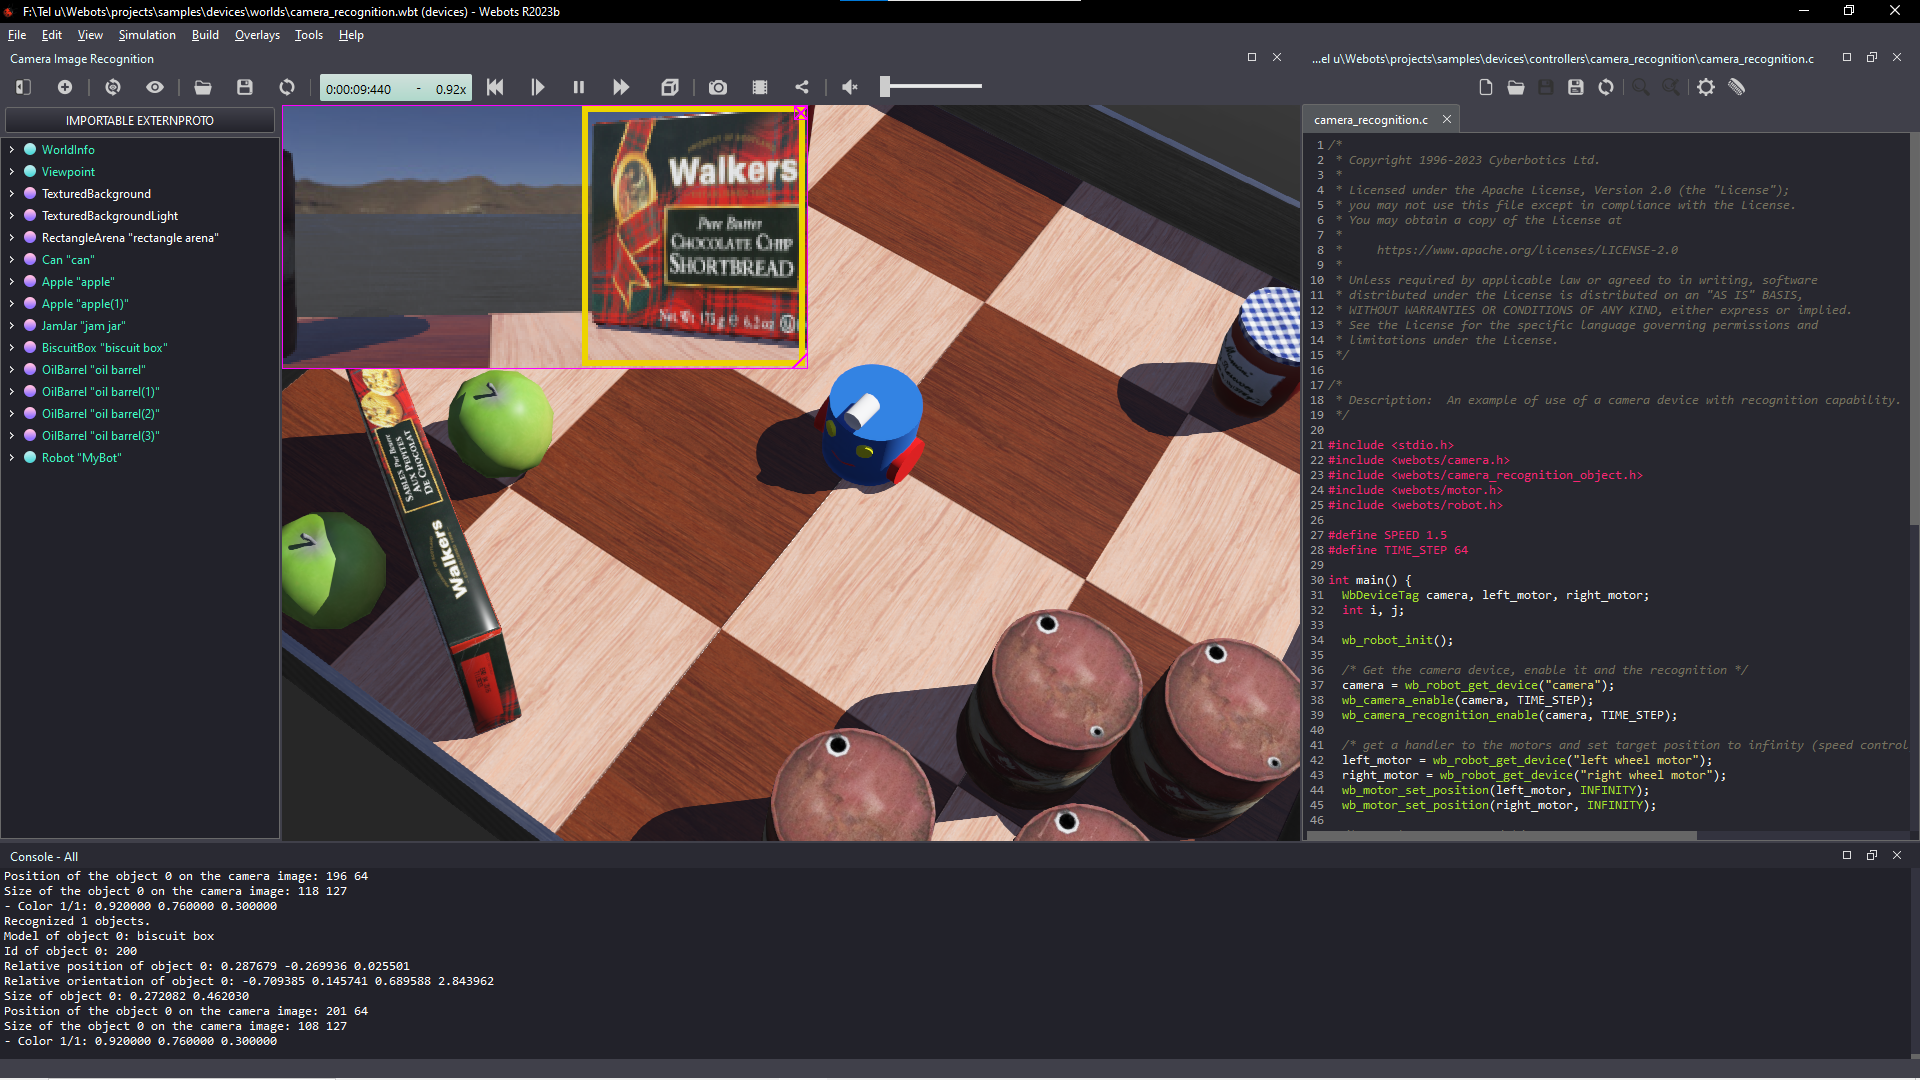 F:\Tel u\Webots\projects\samples\devices\worlds\camera_recognition.wbt (devices) - Webots R2023b
File Edit View Simulation Build Overlays Tools Help
Camera Image Recognition
0:00:09:440 - 0.92x
IMPORTABLE EXTERNPROTO
WorldInfo
Viewpoint
TexturedBackground
TexturedBackgroundLight
RectangleArena "rectangle arena"
Can "can"
Apple "apple"
Apple "apple(1)"
JamJar "jam jar"
BiscuitBox "biscuit box"
OilBarrel "oil barrel"
OilBarrel "oil barrel(1)"
OilBarrel "oil barrel(2)"
OilBarrel "oil barrel(3)"
Robot "MyBot"
Walkers
Pure Butter
CHOCOLATE CHIP
SHORTBREAD
Net Wt 175g e 6.2 oz
SABLÉS PUR BEURRE
AUX PÉPITES
DE CHOCOLAT
Walkers
...el u\Webots\projects\samples\devices\controllers\camera_recognition\camera_recognition.c
camera_recognition.c
1 /*
2  * Copyright 1996-2023 Cyberbotics Ltd.
3  *
4  * Licensed under the Apache License, Version 2.0 (the "License");
5  * you may not use this file except in compliance with the License.
6  * You may obtain a copy of the License at
7  *
8  *     https://www.apache.org/licenses/LICENSE-2.0
9  *
10  * Unless required by applicable law or agreed to in writing, software
11  * distributed under the License is distributed on an "AS IS" BASIS,
12  * WITHOUT WARRANTIES OR CONDITIONS OF ANY KIND, either express or implied.
13  * See the License for the specific language governing permissions and
14  * limitations under the License.
15  */
16
17 /*
18  * Description:  An example of use of a camera device with recognition capability.
19  */
20
21 #include <stdio.h>
22 #include <webots/camera.h>
23 #include <webots/camera_recognition_object.h>
24 #include <webots/motor.h>
25 #include <webots/robot.h>
26
27 #define SPEED 1.5
28 #define TIME_STEP 64
29
30 int main() {
31   WbDeviceTag camera, left_motor, right_motor;
32   int i, j;
33
34   wb_robot_init();
35
36   /* Get the camera device, enable it and the recognition */
37   camera = wb_robot_get_device("camera");
38   wb_camera_enable(camera, TIME_STEP);
39   wb_camera_recognition_enable(camera, TIME_STEP);
40
41   /* get a handler to the motors and set target position to infinity (speed control
42   left_motor = wb_robot_get_device("left wheel motor");
43   right_motor = wb_robot_get_device("right wheel motor");
44   wb_motor_set_position(left_motor, INFINITY);
45   wb_motor_set_position(right_motor, INFINITY);
46
Console - All
Position of the object 0 on the camera image: 196 64
Size of the object 0 on the camera image: 118 127
- Color 1/1: 0.920000 0.760000 0.300000
Recognized 1 objects.
Model of object 0: biscuit box
Id of object 0: 200
Relative position of object 0: 0.287679 -0.269936 0.025501
Relative orientation of object 0: -0.709385 0.145741 0.689588 2.843962
Size of object 0: 0.272082 0.462030
Position of the object 0 on the camera image: 201 64
Size of the object 0 on the camera image: 108 127
- Color 1/1: 0.920000 0.760000 0.300000